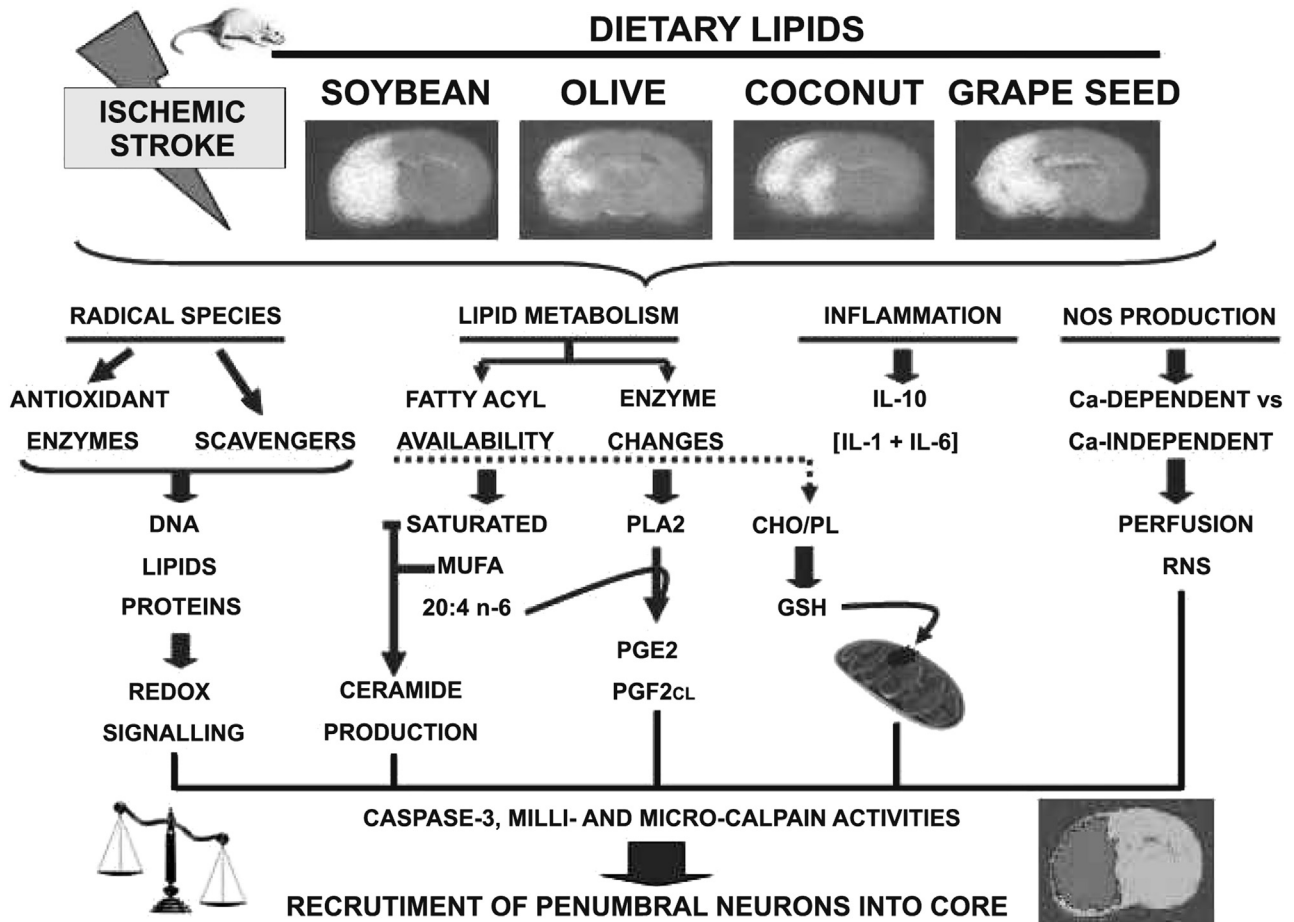 DIETARY LIPIDS
ISCHEMIC
STROKE
SOYBEAN
OLIVE
COCONUT
GRAPE SEED
RADICAL SPECIES
ANTIOXIDANT
ENZYMES
SCAVENGERS
DNA
LIPIDS
PROTEINS
REDOX
SIGNALLING
LIPID METABOLISM
FATTY ACYL
AVAILABILITY
ENZYME
CHANGES
SATURATED
MUFA
20:4 n-6
CERAMIDE
PRODUCTION
PLA2
PGE2
PGF2CL
CHO/PL
GSH
INFLAMMATION
IL-10
[IL-1 + IL-6]
NOS PRODUCTION
Ca-DEPENDENT vs
Ca-INDEPENDENT
PERFUSION
RNS
CASPASE-3, MILLI- AND MICRO-CALPAIN ACTIVITIES
RECRUTIMENT OF PENUMBRAL NEURONS INTO CORE